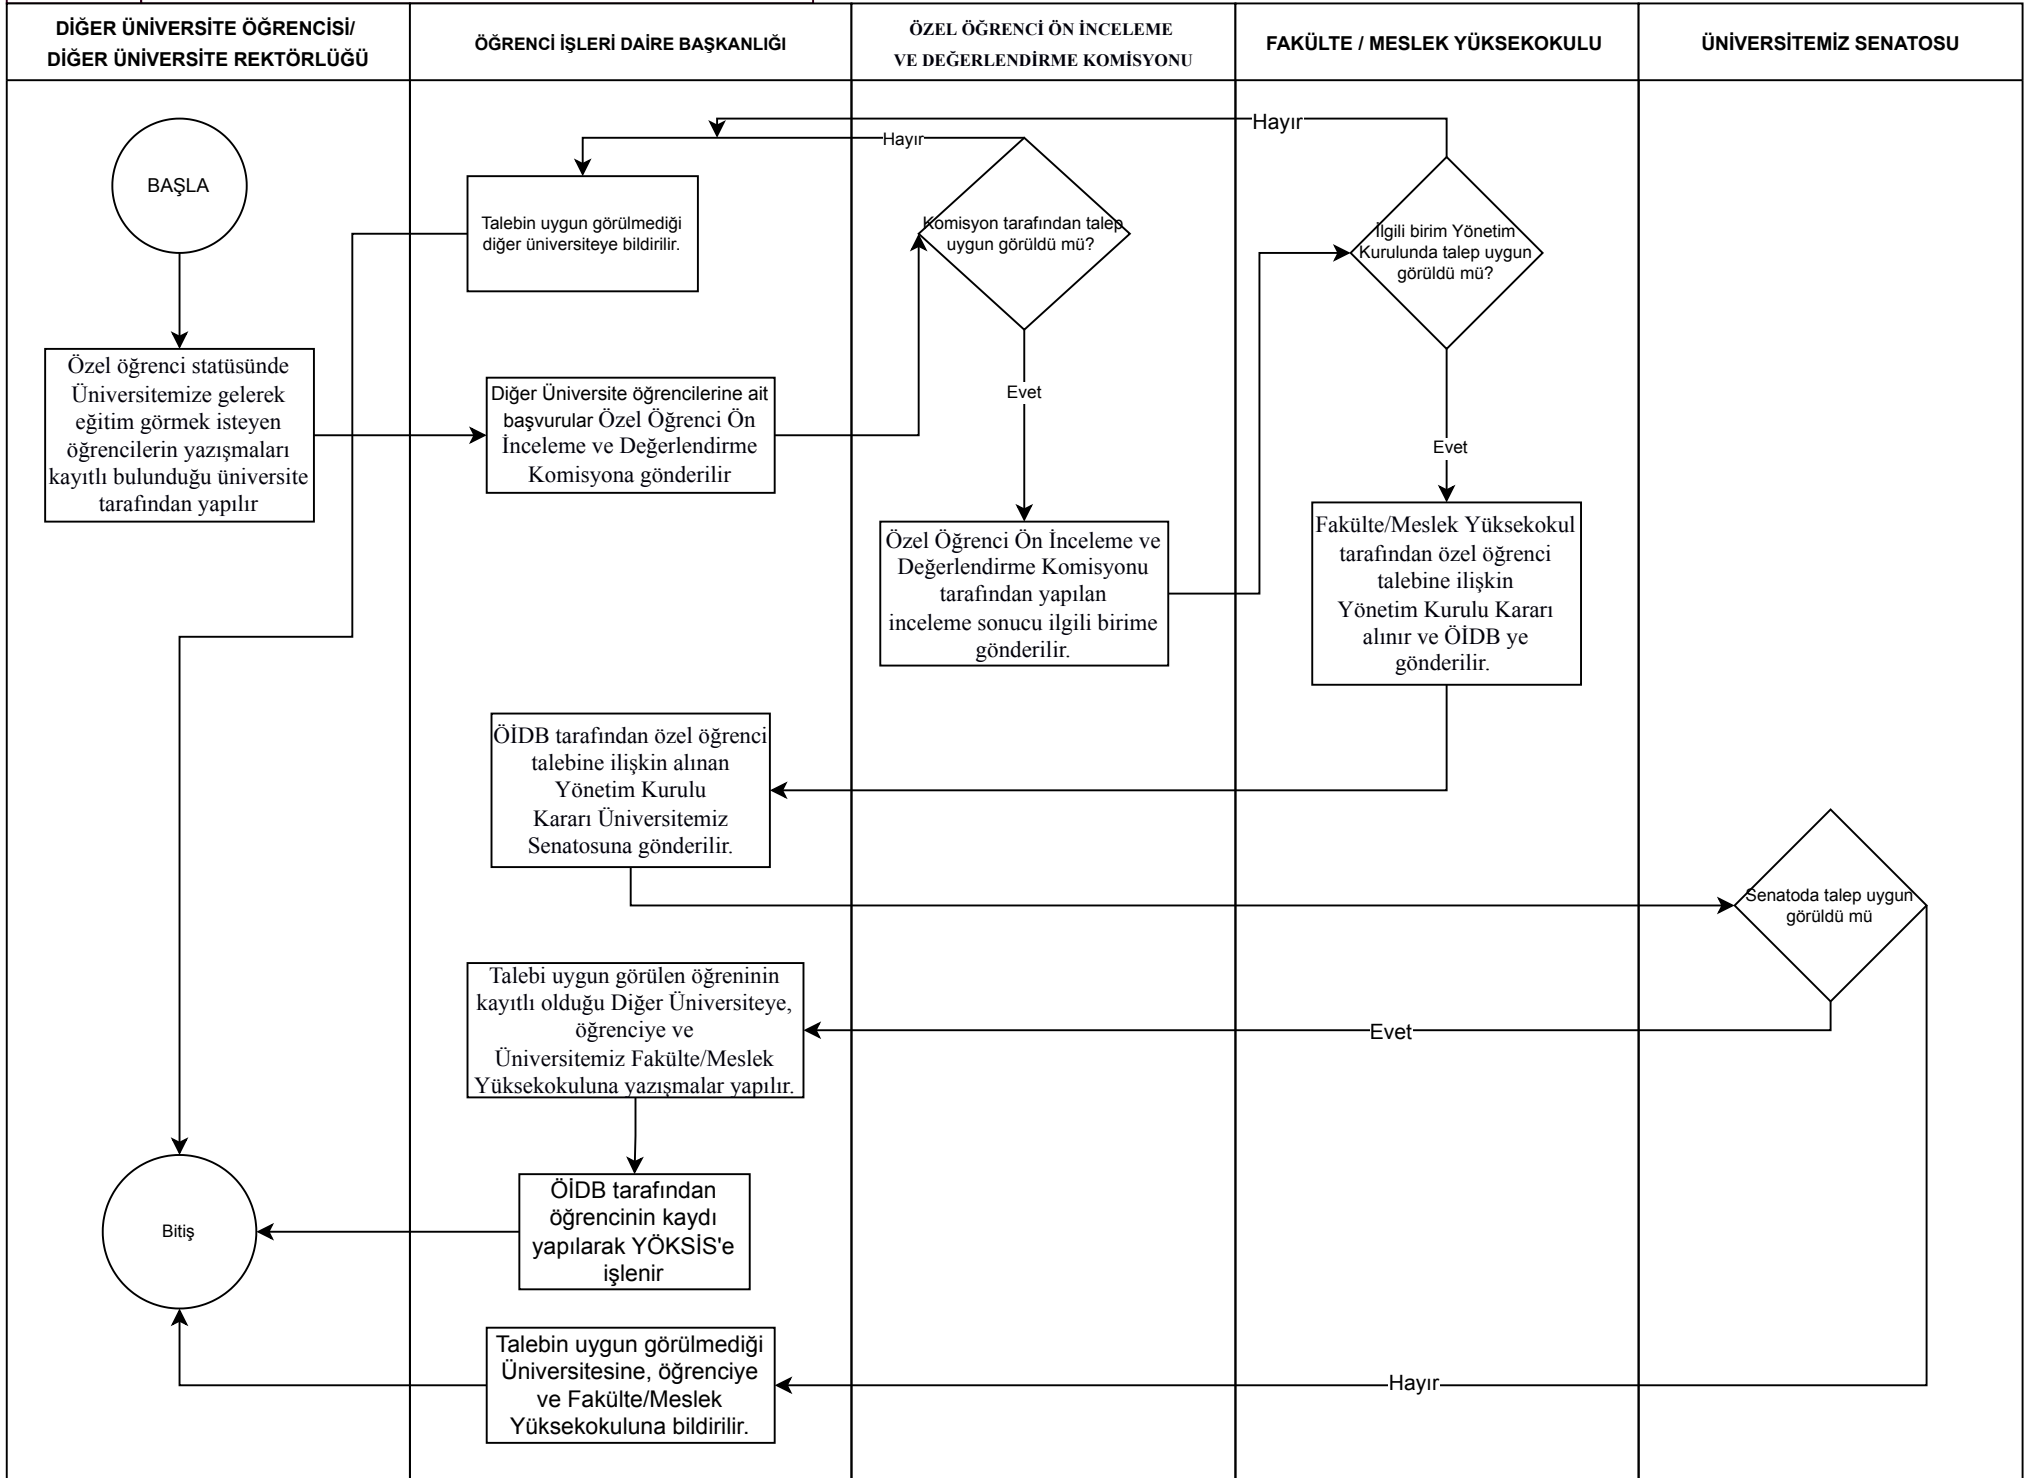 DİĞER ÜNİVERSİTE ÖĞRENCİSİ/
DİĞER ÜNİVERSİTE REKTÖRLÜĞÜ
ÖĞRENCİ İŞLERİ DAİRE BAŞKANLIĞI
ÖZEL ÖĞRENCİ ÖN İNCELEME
VE DEĞERLENDİRME KOMİSYONU
FAKÜLTE / MESLEK YÜKSEKOKULU
ÜNİVERSİTEMİZ SENATOSU
BAŞLA
Özel öğrenci statüsünde
Üniversitemize gelerek
eğitim görmek isteyen
öğrencilerin yazışmaları
kayıtlı bulunduğu üniversite
tarafından yapılır
Diğer Üniversite öğrencilerine ait
başvurular Özel Öğrenci Ön
İnceleme ve Değerlendirme
Komisyona gönderilir
Komisyon tarafından talep
uygun görüldü mü?
Hayır
Talebin uygun görülmediği
diğer üniversiteye bildirilir.
Evet
Özel Öğrenci Ön İnceleme ve
Değerlendirme Komisyonu
tarafından yapılan
inceleme sonucu ilgili birime
gönderilir.
İlgili birim Yönetim
Kurulunda talep uygun
görüldü mü?
Hayır
Evet
Fakülte/Meslek Yüksekokul
tarafından özel öğrenci
talebine ilişkin
Yönetim Kurulu Kararı
alınır ve ÖİDB ye
gönderilir.
ÖİDB tarafından özel öğrenci
talebine ilişkin alınan
Yönetim Kurulu
Kararı Üniversitemiz
Senatosuna gönderilir.
Senatoda talep uygun
görüldü mü
Evet
Talebi uygun görülen öğreninin
kayıtlı olduğu Diğer Üniversiteye,
öğrenciye ve
Üniversitemiz Fakülte/Meslek
Yüksekokuluna yazışmalar yapılır.
ÖİDB tarafından
öğrencinin kaydı
yapılarak YÖKSİS'e
işlenir
Bitiş
Hayır
Talebin uygun görülmediği
Üniversitesine, öğrenciye
ve Fakülte/Meslek
Yüksekokuluna bildirilir.